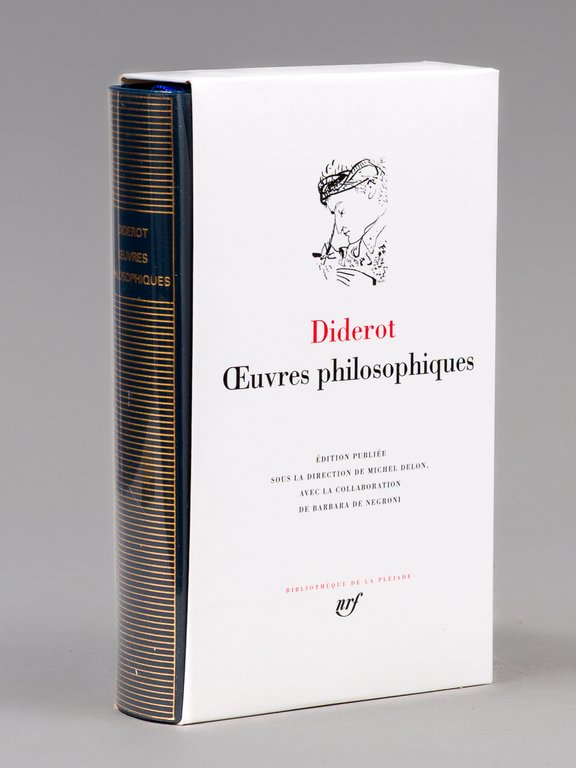 DIDEROT
ŒUVRES
PHILOSOPHIQUES
Diderot
Œuvres philosophiques
ÉDITION PUBLIÉE
SOUS LA DIRECTION DE MICHEL DELON,
AVEC LA COLLABORATION
DE BARBARA DE NEGRONI
BIBLIOTHÈQUE DE LA PLÉIADE
nrf